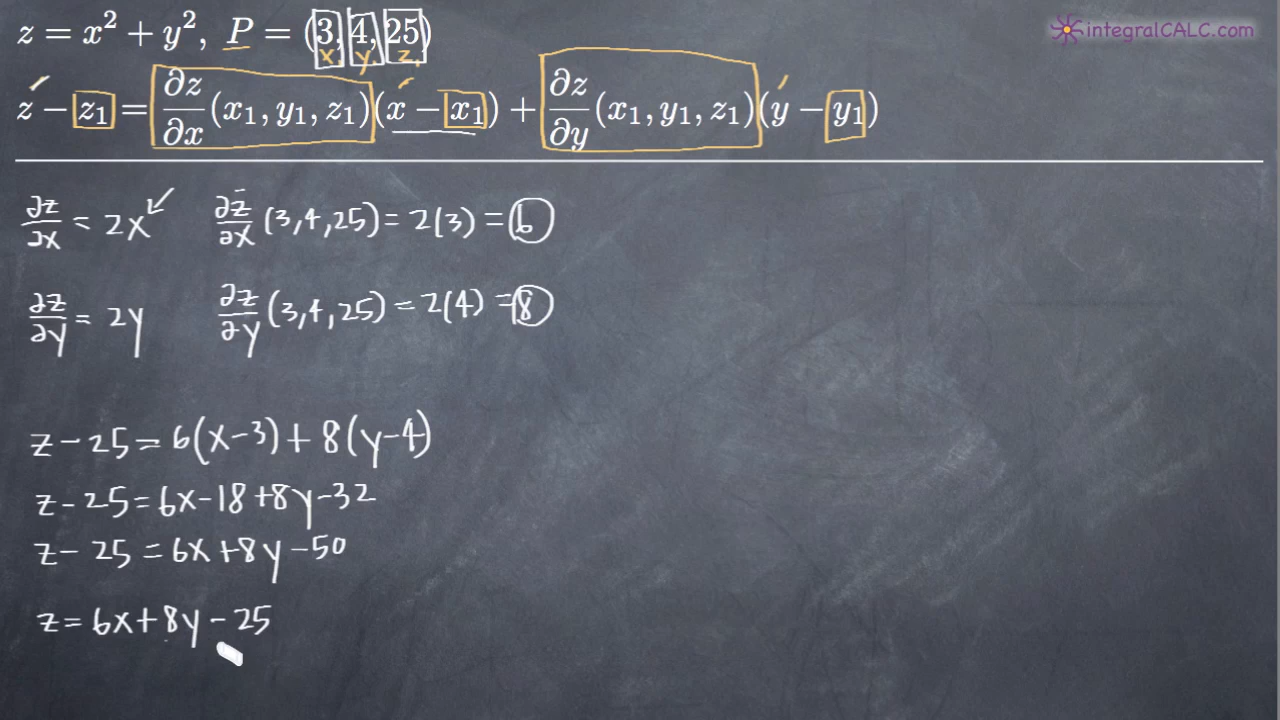 z = x² + y², P = (3, 4, 25)
x₁ y₁ z₁
integralCALC.com
z − z₁ = ∂z/∂x (x₁, y₁, z₁)(x − x₁) + ∂z/∂y (x₁, y₁, z₁)(y − y₁)
∂z/∂x = 2x ∂z/∂x (3,4,25) = 2(3) = 6
∂z/∂y = 2y ∂z/∂y (3,4,25) = 2(4) = 8
z − 25 = 6(x−3) + 8(y−4)
z − 25 = 6x − 18 + 8y − 32
z − 25 = 6x + 8y − 50
z = 6x + 8y − 25